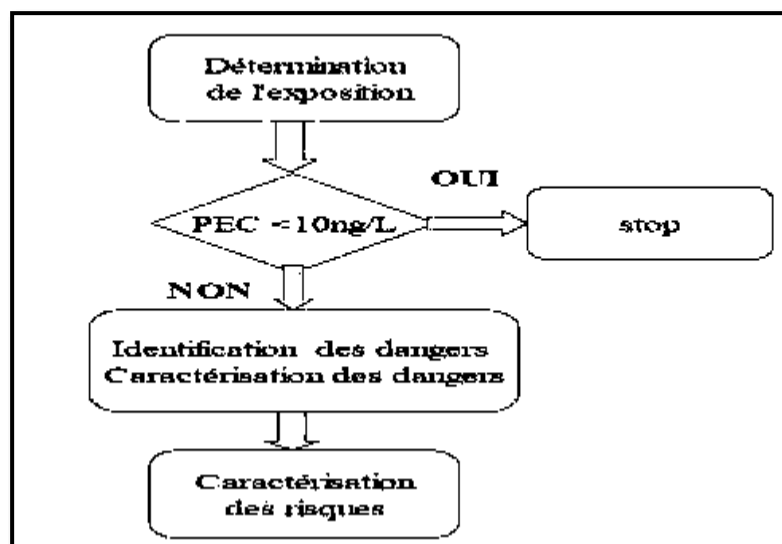 Détermination
de l'exposition
OUI
PEC <10ng/L
stop
NON
Identification des dangers
Caractérisation des dangers
Caractérisation
des risques